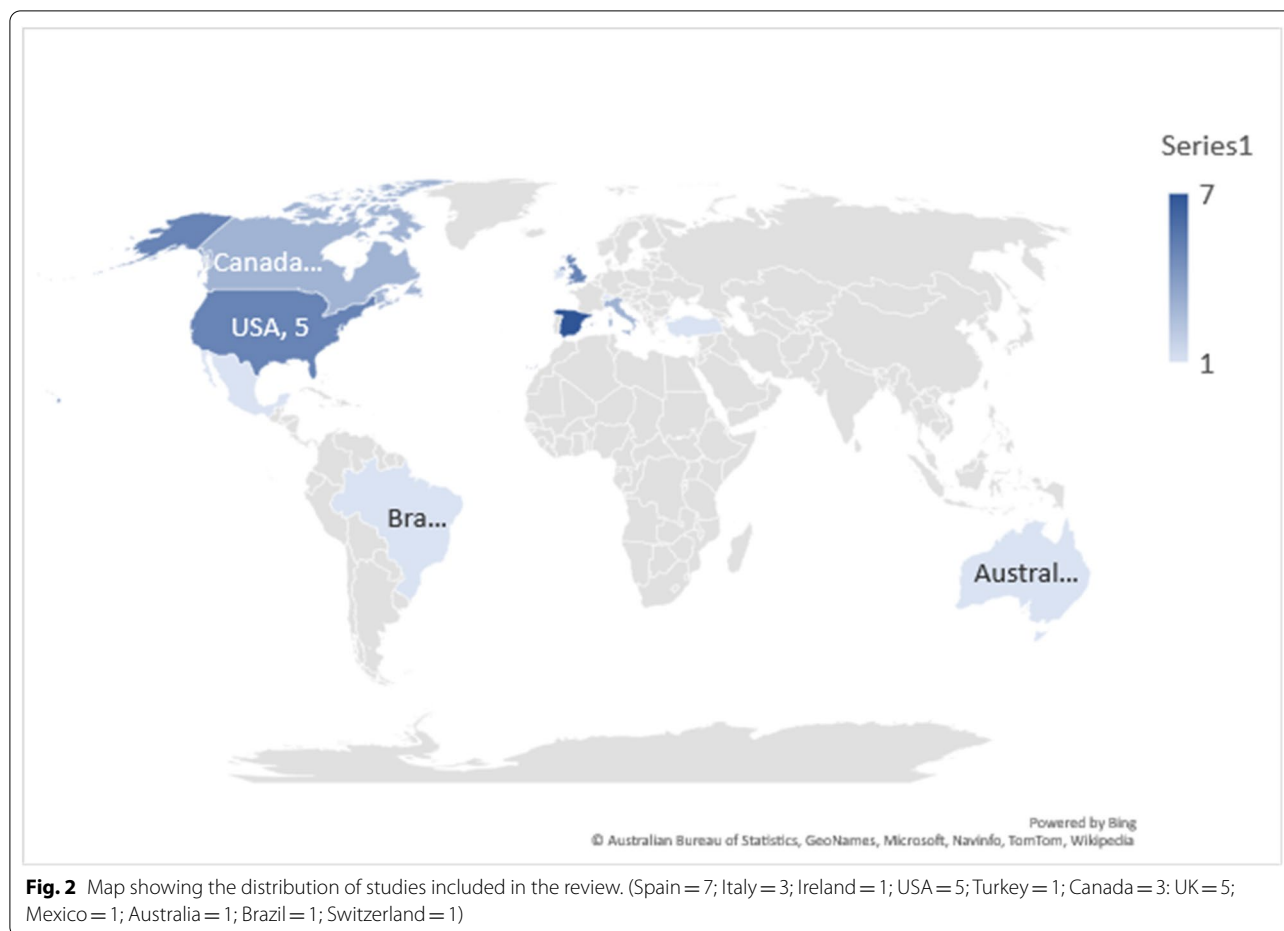 Series1
7
1
Canada...
USA, 5
Bra...
Austral...
Powered by Bing
© Australian Bureau of Statistics, GeoNames, Microsoft, Navinfo, TomTom, Wikipedia
Fig. 2 Map showing the distribution of studies included in the review. (Spain = 7; Italy = 3; Ireland = 1; USA = 5; Turkey = 1; Canada = 3: UK = 5;
Mexico = 1; Australia = 1; Brazil = 1; Switzerland = 1)